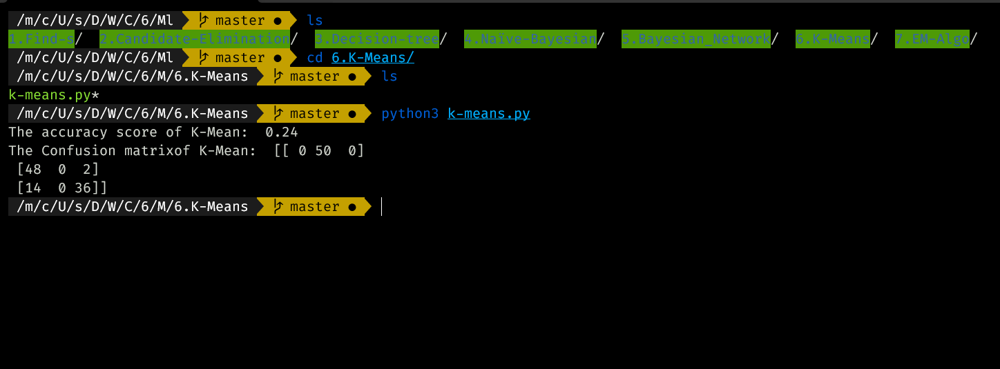 /m/c/U/s/D/W/C/6/Ml master ● ls
1.Find-s/ 2.Candidate-Elimination/ 3.Decision-tree/ 4.Naïve-Bayesian/ 5.Bayesian_Network/ 6.K-Means/ 7.EM-Algo/
/m/c/U/s/D/W/C/6/Ml master ● cd 6.K-Means/
/m/c/U/s/D/W/C/6/M/6.K-Means master ● ls
k-means.py*
/m/c/U/s/D/W/C/6/M/6.K-Means master ● python3 k-means.py
The accuracy score of K-Mean:  0.24
The Confusion matrixof K-Mean:  [[ 0 50  0]
 [48  0  2]
 [14  0 36]]
/m/c/U/s/D/W/C/6/M/6.K-Means master ●